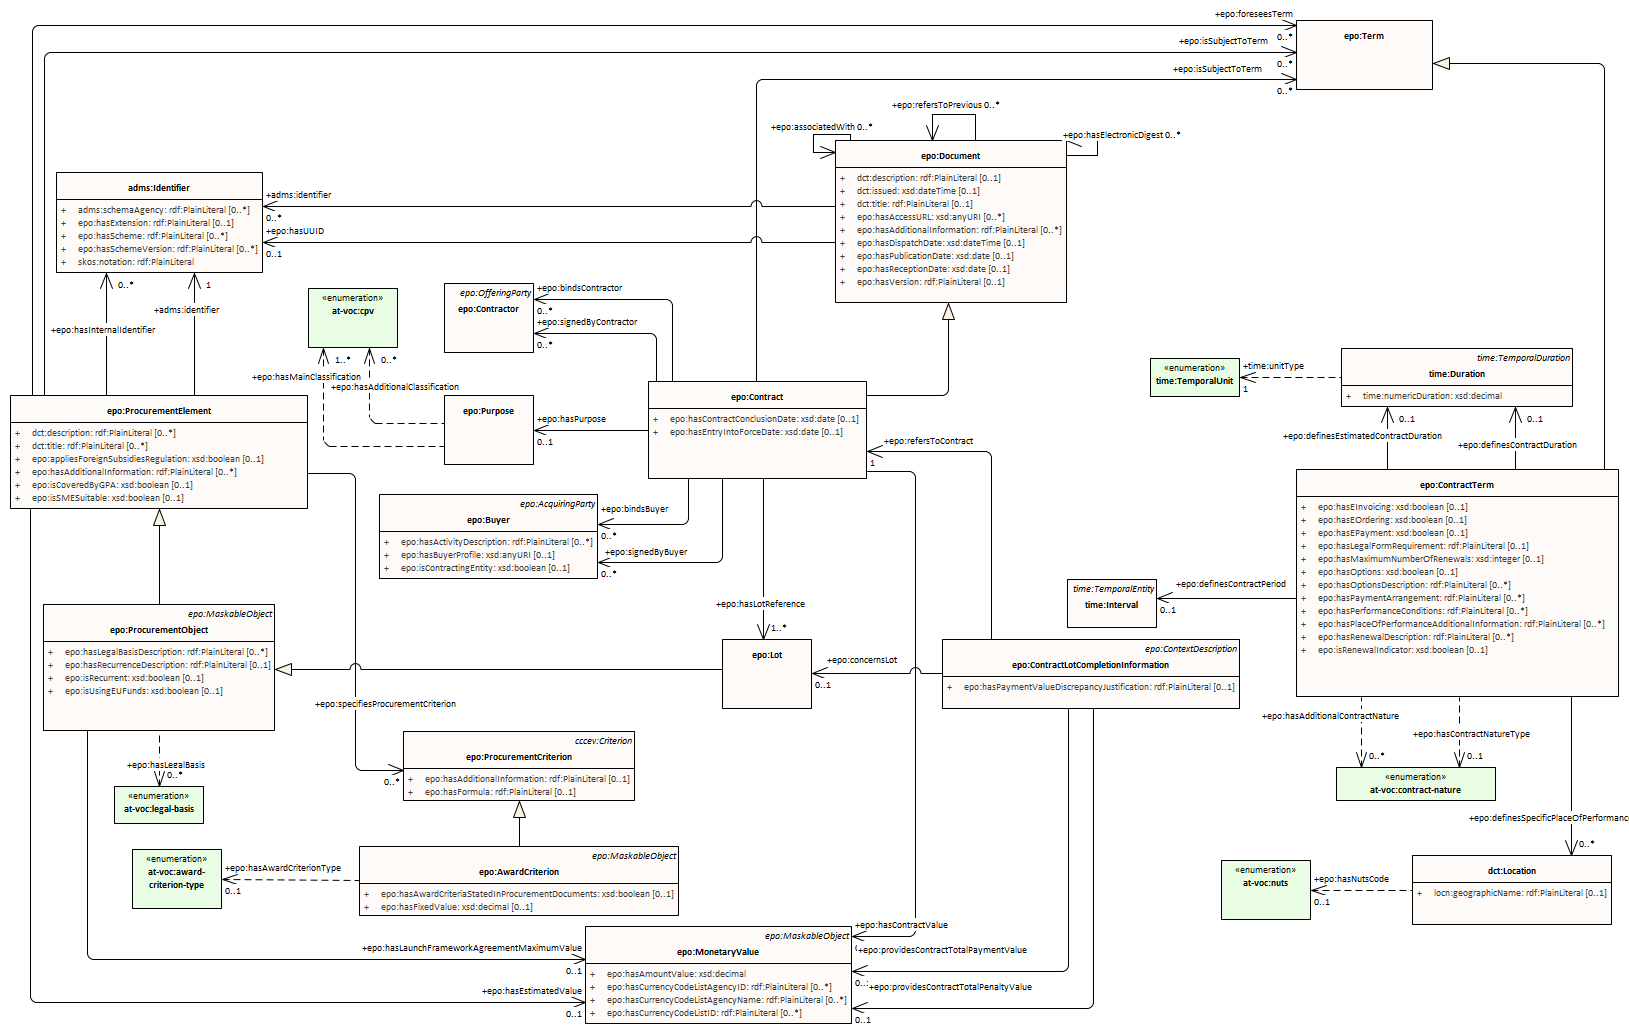 +epo:foreseesTerm
0..*
+epo:isSubjectToTerm
0..*
+epo:isSubjectToTerm
0..*
epo:Term
+epo:refersToPrevious 0..*
+epo:associatedWith 0..*
+epo:hasElectronicDigest 0..*
epo:Document
+ dct:description: rdf:PlainLiteral [0..1]
+ dct:issued: xsd:dateTime [0..1]
+ dct:title: rdf:PlainLiteral [0..1]
+ epo:hasAccessURL: xsd:anyURI [0..*]
+ epo:hasAdditionalInformation: rdf:PlainLiteral [0..*]
+ epo:hasDispatchDate: xsd:dateTime [0..1]
+ epo:hasPublicationDate: xsd:date [0..1]
+ epo:hasReceptionDate: xsd:date [0..1]
+ epo:hasVersion: rdf:PlainLiteral [0..1]
adms:Identifier
+ adms:schemaAgency: rdf:PlainLiteral [0..*]
+ epo:hasExtension: rdf:PlainLiteral [0..1]
+ epo:hasScheme: rdf:PlainLiteral [0..*]
+ epo:hasSchemeVersion: rdf:PlainLiteral [0..*]
+ skos:notation: rdf:PlainLiteral
+adms:identifier
0..*
+epo:hasUUID
0..1
0..*
1
+adms:identifier
+epo:hasInternalIdentifier
«enumeration»
at-voc:cpv
1..*
0..*
+epo:hasMainClassification
+epo:hasAdditionalClassification
epo:OfferingParty
epo:Contractor
+epo:bindsContractor
0..*
+epo:signedByContractor
0..*
epo:Purpose
+epo:hasPurpose
0..1
epo:Contract
+ epo:hasContractConclusionDate: xsd:date [0..1]
+ epo:hasEntryIntoForceDate: xsd:date [0..1]
+epo:refersToContract
1
«enumeration»
time:TemporalUnit
+time:unitType
1
time:TemporalDuration
time:Duration
+ time:numericDuration: xsd:decimal
0..1
0..1
+epo:definesEstimatedContractDuration
+epo:definesContractDuration
epo:ProcurementElement
+ dct:description: rdf:PlainLiteral [0..*]
+ dct:title: rdf:PlainLiteral [0..*]
+ epo:appliesForeignSubsidiesRegulation: xsd:boolean [0..1]
+ epo:hasAdditionalInformation: rdf:PlainLiteral [0..*]
+ epo:isCoveredByGPA: xsd:boolean [0..1]
+ epo:isSMESuitable: xsd:boolean [0..1]
epo:AcquiringParty
epo:Buyer
+ epo:hasActivityDescription: rdf:PlainLiteral [0..*]
+ epo:hasBuyerProfile: xsd:anyURI [0..1]
+ epo:isContractingEntity: xsd:boolean [0..1]
+epo:bindsBuyer
0..*
+epo:signedByBuyer
0..*
epo:ContractTerm
+ epo:hasEInvoicing: xsd:boolean [0..1]
+ epo:hasEOrdering: xsd:boolean [0..1]
+ epo:hasEPayment: xsd:boolean [0..1]
+ epo:hasLegalFormRequirement: rdf:PlainLiteral [0..1]
+ epo:hasMaximumNumberOfRenewals: xsd:integer [0..1]
+ epo:hasOptions: xsd:boolean [0..1]
+ epo:hasOptionsDescription: rdf:PlainLiteral [0..*]
+ epo:hasPaymentArrangement: rdf:PlainLiteral [0..*]
+ epo:hasPerformanceConditions: rdf:PlainLiteral [0..*]
+ epo:hasPlaceOfPerformanceAdditionalInformation: rdf:PlainLiteral [0..*]
+ epo:hasRenewalDescription: rdf:PlainLiteral [0..*]
+ epo:isRenewalIndicator: xsd:boolean [0..1]
time:TemporalEntity
time:Interval
+epo:definesContractPeriod
0..1
epo:MaskableObject
epo:ProcurementObject
+ epo:hasLegalBasisDescription: rdf:PlainLiteral [0..*]
+ epo:hasRecurrenceDescription: rdf:PlainLiteral [0..1]
+ epo:isRecurrent: xsd:boolean [0..1]
+ epo:isUsingEUFunds: xsd:boolean [0..1]
+epo:hasLotReference
1..*
epo:Lot
+epo:concernsLot
0..1
epo:ContextDescription
epo:ContractLotCompletionInformation
+ epo:hasPaymentValueDiscrepancyJustification: rdf:PlainLiteral [0..1]
+epo:specifiesProcurementCriterion
0..*
+epo:hasAdditionalContractNature
0..*
+epo:hasContractNatureType
0..1
«enumeration»
at-voc:contract-nature
+epo:hasLegalBasis
0..*
«enumeration»
at-voc:legal-basis
cccev:Criterion
epo:ProcurementCriterion
+ epo:hasAdditionalInformation: rdf:PlainLiteral [0..1]
+ epo:hasFormula: rdf:PlainLiteral [0..1]
+epo:definesSpecificPlaceOfPerformance
0..*
«enumeration»
at-voc:award-
criterion-type
+epo:hasAwardCriterionType
0..1
epo:MaskableObject
epo:AwardCriterion
+ epo:hasAwardCriteriaStatedInProcurementDocuments: xsd:boolean [0..1]
+ epo:hasFixedValue: xsd:decimal [0..1]
«enumeration»
at-voc:nuts
+epo:hasNutsCode
0..1
dct:Location
+ locn:geographicName: rdf:PlainLiteral [0..1]
+epo:hasLaunchFrameworkAgreementMaximumValue
0..1
+epo:hasEstimatedValue
0..1
epo:MaskableObject
epo:MonetaryValue
+ epo:hasAmountValue: xsd:decimal
+ epo:hasCurrencyCodeListAgencyID: rdf:PlainLiteral [0..*]
+ epo:hasCurrencyCodeListAgencyName: rdf:PlainLiteral [0..*]
+ epo:hasCurrencyCodeListID: rdf:PlainLiteral [0..*]
+epo:hasContractValue
+epo:providesContractTotalPaymentValue
0..
+epo:providesContractTotalPenaltyValue
0..1